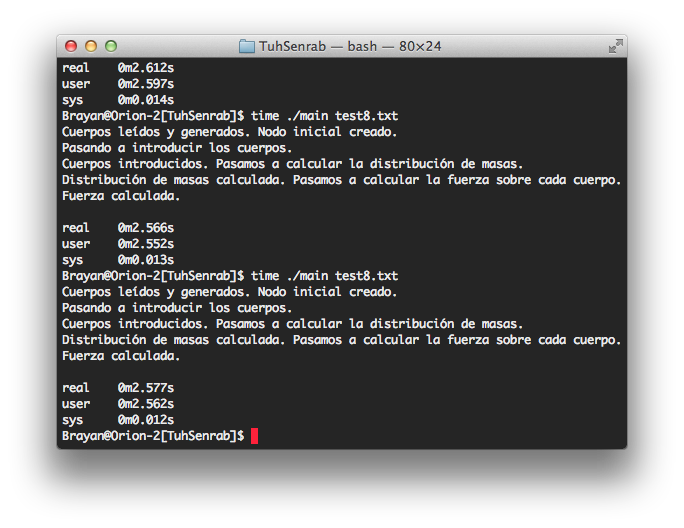 TuhSenrab — bash — 80×24
real 0m2.612s
user 0m2.597s
sys 0m0.014s
Brayan@Orion-2[TuhSenrab]$ time ./main test8.txt
Cuerpos leídos y generados. Nodo inicial creado.
Pasando a introducir los cuerpos.
Cuerpos introducidos. Pasamos a calcular la distribución de masas.
Distribución de masas calculada. Pasamos a calcular la fuerza sobre cada cuerpo.
Fuerza calculada.
real 0m2.566s
user 0m2.552s
sys 0m0.013s
Brayan@Orion-2[TuhSenrab]$ time ./main test8.txt
Cuerpos leídos y generados. Nodo inicial creado.
Pasando a introducir los cuerpos.
Cuerpos introducidos. Pasamos a calcular la distribución de masas.
Distribución de masas calculada. Pasamos a calcular la fuerza sobre cada cuerpo.
Fuerza calculada.
real 0m2.577s
user 0m2.562s
sys 0m0.012s
Brayan@Orion-2[TuhSenrab]$